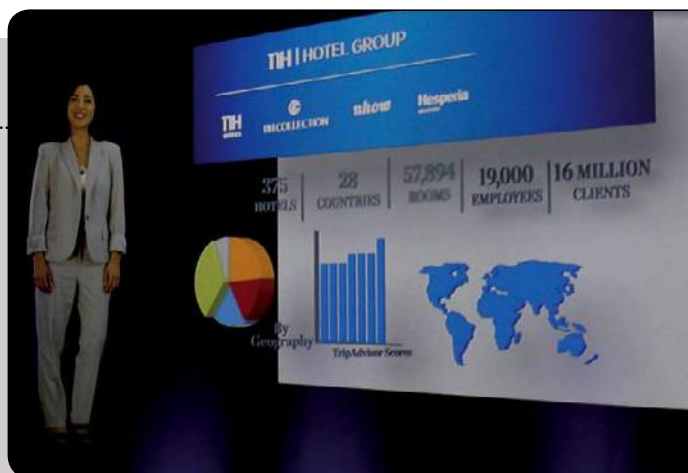 NH | HOTEL GROUP
NH HOTELS NH COLLECTION nhow Hesperia
375 HOTELS
28 COUNTRIES
57,894 ROOMS
19,000 EMPLOYEES
16 MILLION CLIENTS
By Geography
TripAdvisor Scores